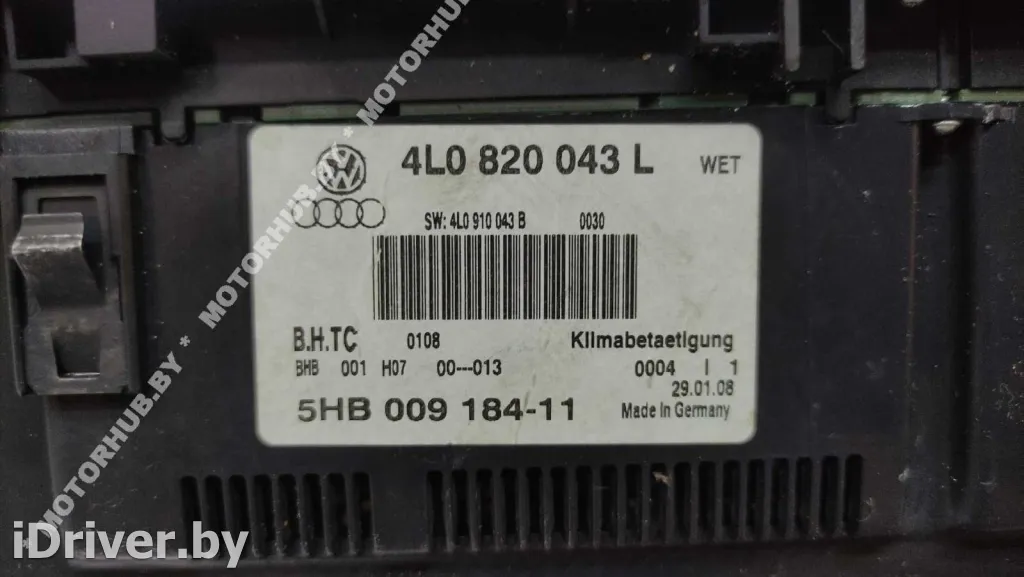 4L0 820 043 L WET
SW: 4L0 910 043 B 0030
B.H.TC 0108 Klimabetaetigung
BHB 001 H07 00---013 0004 I 1
29.01.08
5HB 009 184-11 Made In Germany
MOTORHUB.BY * MOTORHUB.BY * MOTORHUB.BY * MOTORHUB
iDriver.by